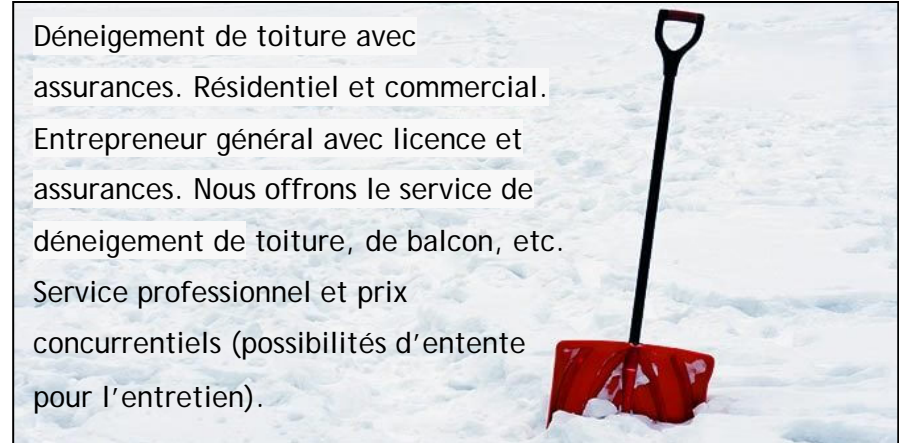 Déneigement de toiture avec
assurances. Résidentiel et commercial.
Entrepreneur général avec licence et
assurances. Nous offrons le service de
déneigement de toiture, de balcon, etc.
Service professionnel et prix
concurrentiels (possibilités d’entente
pour l’entretien).